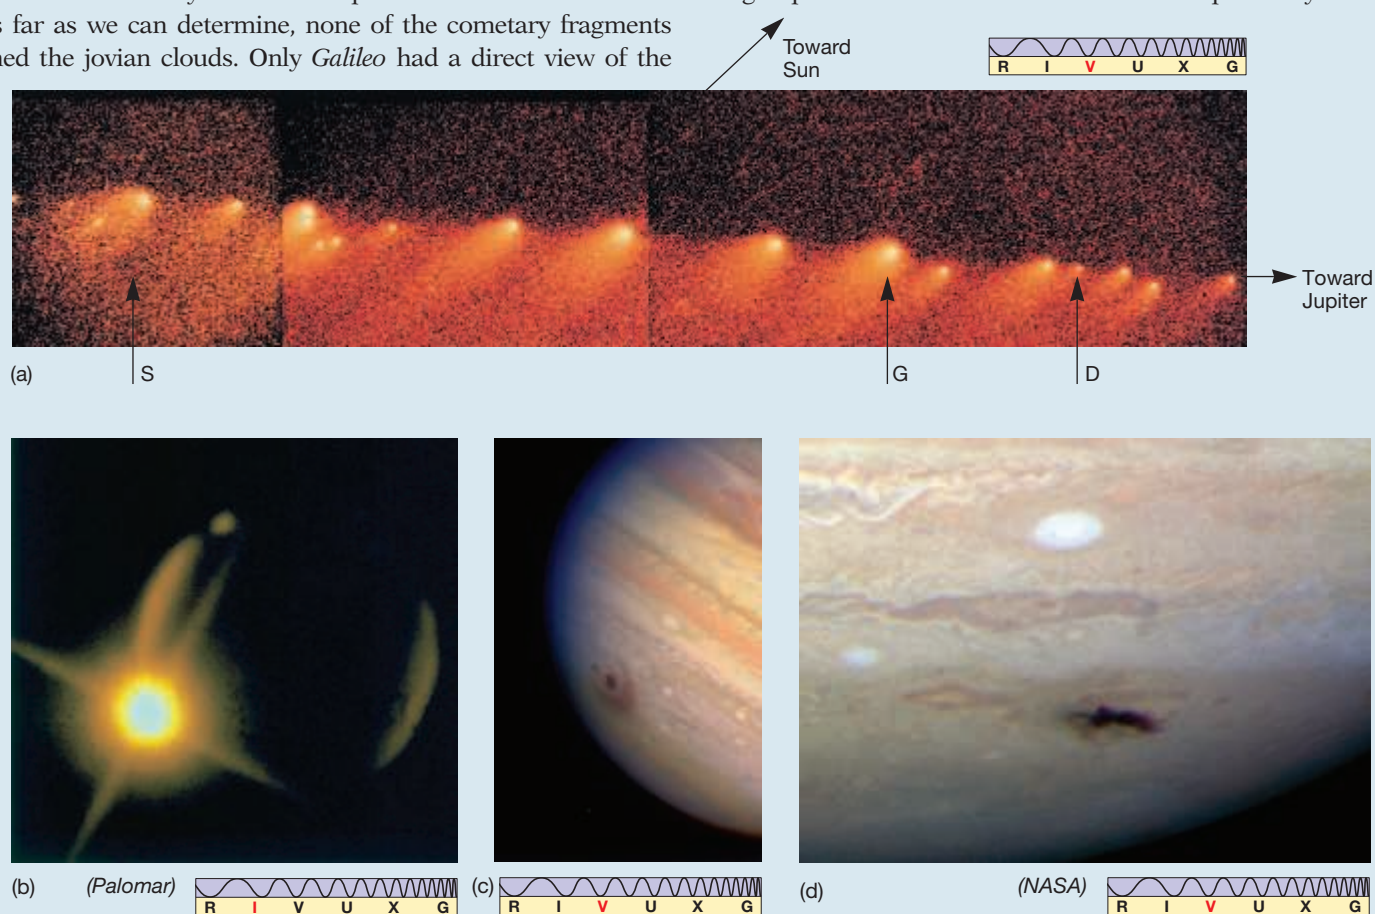 s far as we can determine, none of the cometary fragments
ned the jovian clouds. Only Galileo had a direct view of the
Toward
Sun
R I V U X G
Toward
Jupiter
(a)
S
G
D
(b) (Palomar)
R I V U X G
(c)
R I V U X G
(d)
(NASA)
R I V U X G